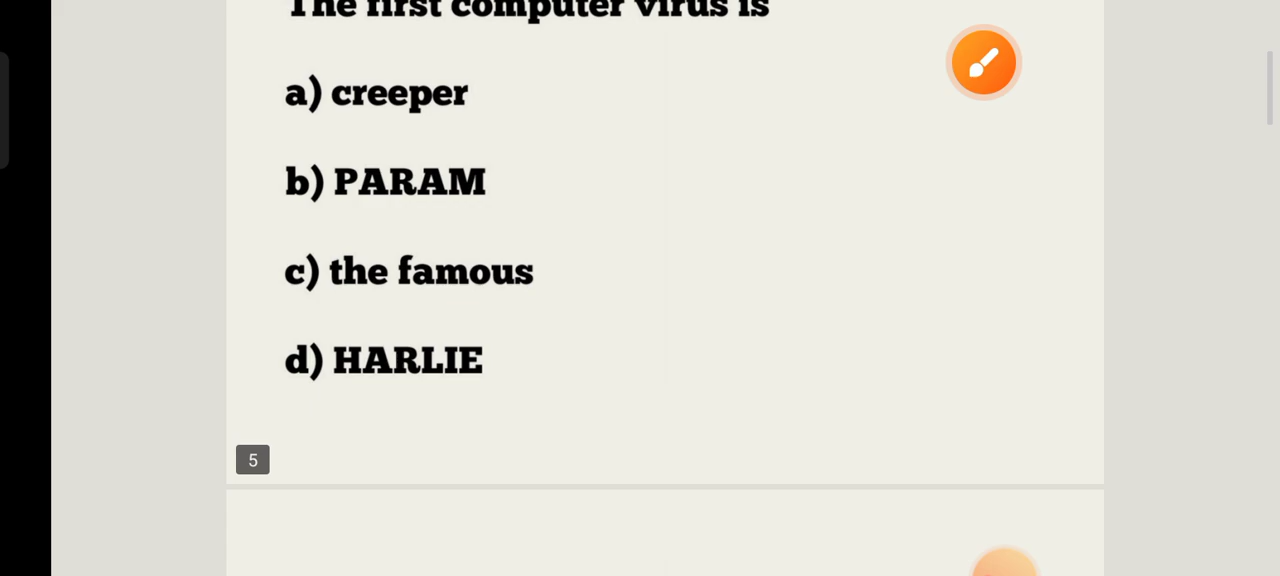 The first computer virus is
a) creeper
b) PARAM
c) the famous
d) HARLIE
5